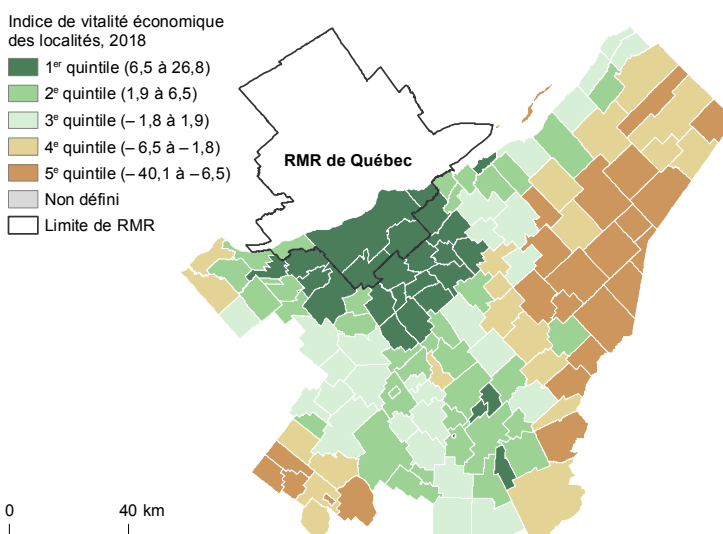 Indice de vitalité économique
des localités, 2018
1er quintile (6,5 à 26,8)
2e quintile (1,9 à 6,5)
3e quintile (– 1,8 à 1,9)
4e quintile (– 6,5 à – 1,8)
5e quintile (– 40,1 à – 6,5)
Non défini
Limite de RMR
RMR de Québec
0 40 km